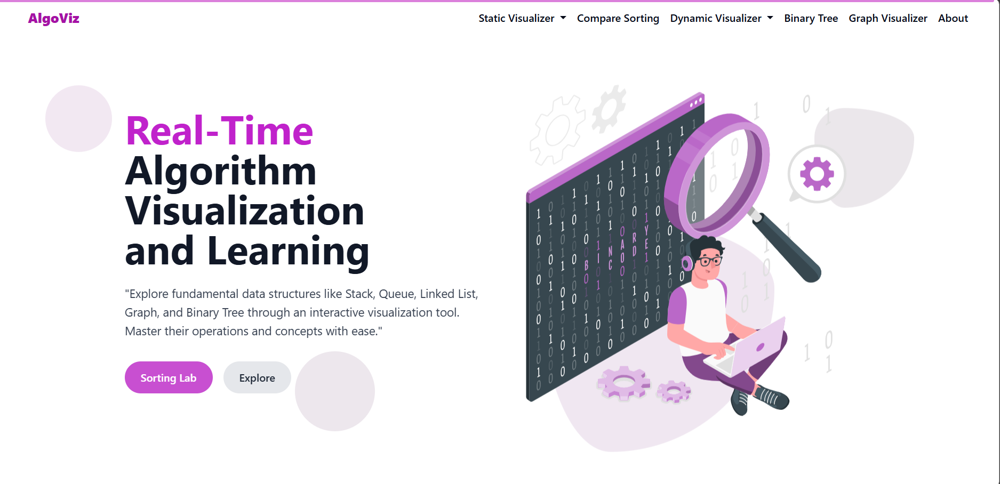 AlgoViz
Static Visualizer
Compare Sorting
Dynamic Visualizer
Binary Tree
Graph Visualizer
About
Real-Time
Algorithm
Visualization
and Learning
"Explore fundamental data structures like Stack, Queue, Linked List,
Graph, and Binary Tree through an interactive visualization tool.
Master their operations and concepts with ease."
Sorting Lab
Explore